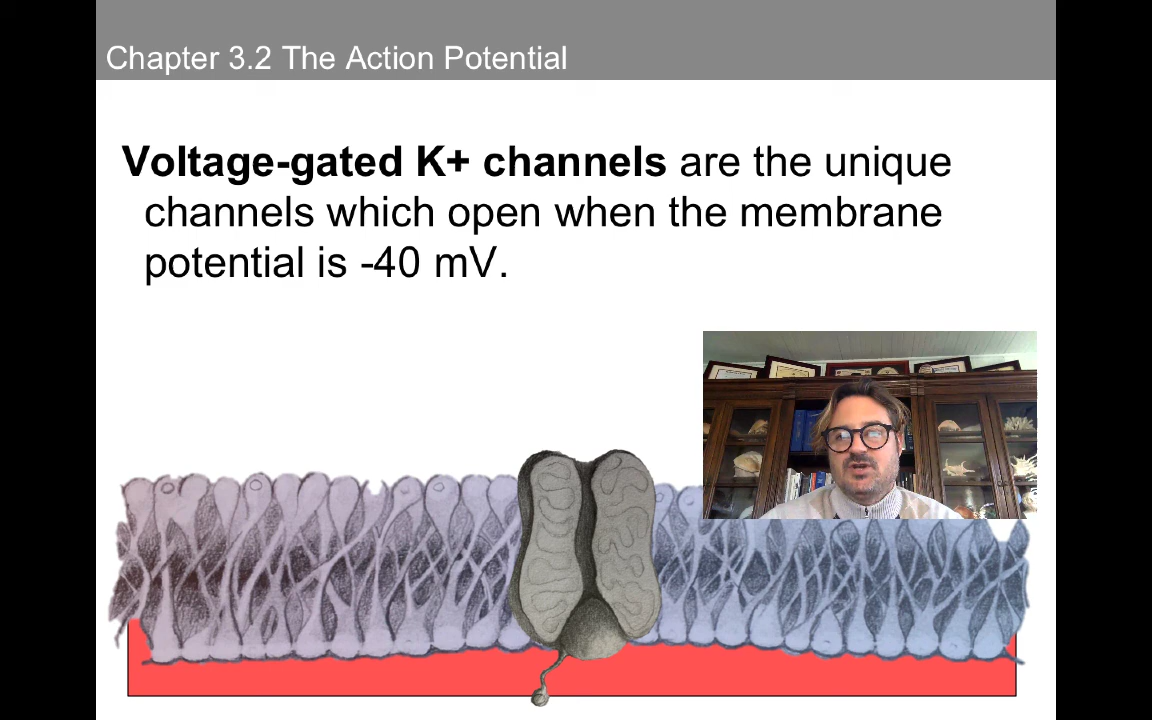 Chapter 3.2 The Action Potential
Voltage-gated K+ channels are the unique
channels which open when the membrane
potential is -40 mV.